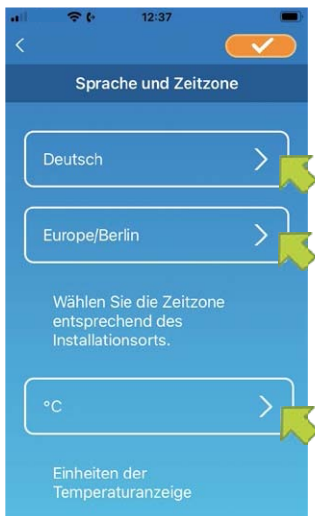 12:37
Sprache und Zeitzone
Deutsch
Europe/Berlin
Wählen Sie die Zeitzone
entsprechend des
Installationsorts.
°C
Einheiten der
Temperaturanzeige